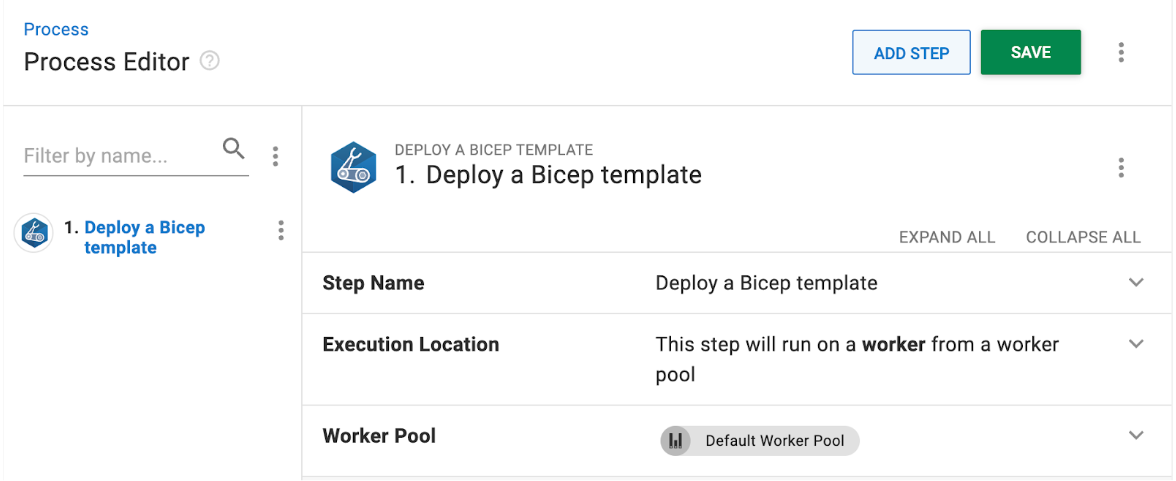 Process
Process Editor
ADD STEP
SAVE
Filter by name...
1. Deploy a Bicep
template
DEPLOY A BICEP TEMPLATE
1. Deploy a Bicep template
EXPAND ALL COLLAPSE ALL
Step Name Deploy a Bicep template
Execution Location This step will run on a worker from a worker
pool
Worker Pool Default Worker Pool